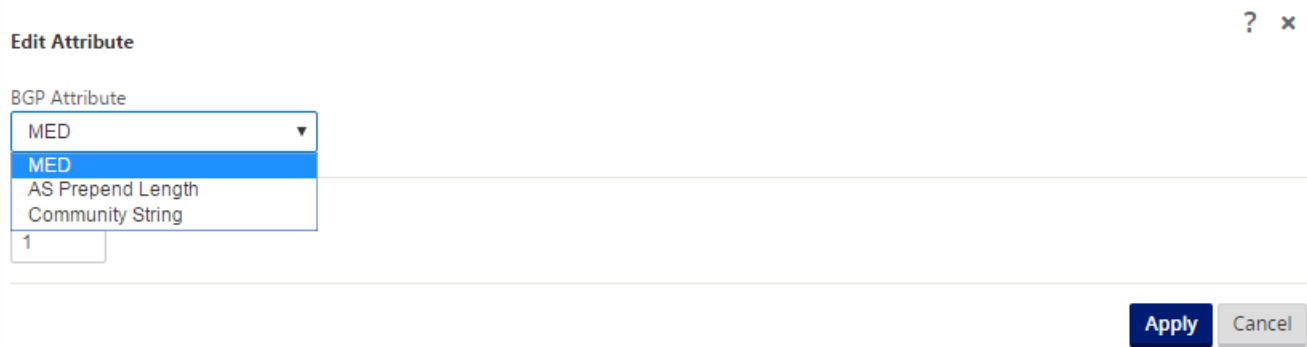 ? ×
Edit Attribute
BGP Attribute
MED
MED
AS Prepend Length
Community String
1
Apply Cancel